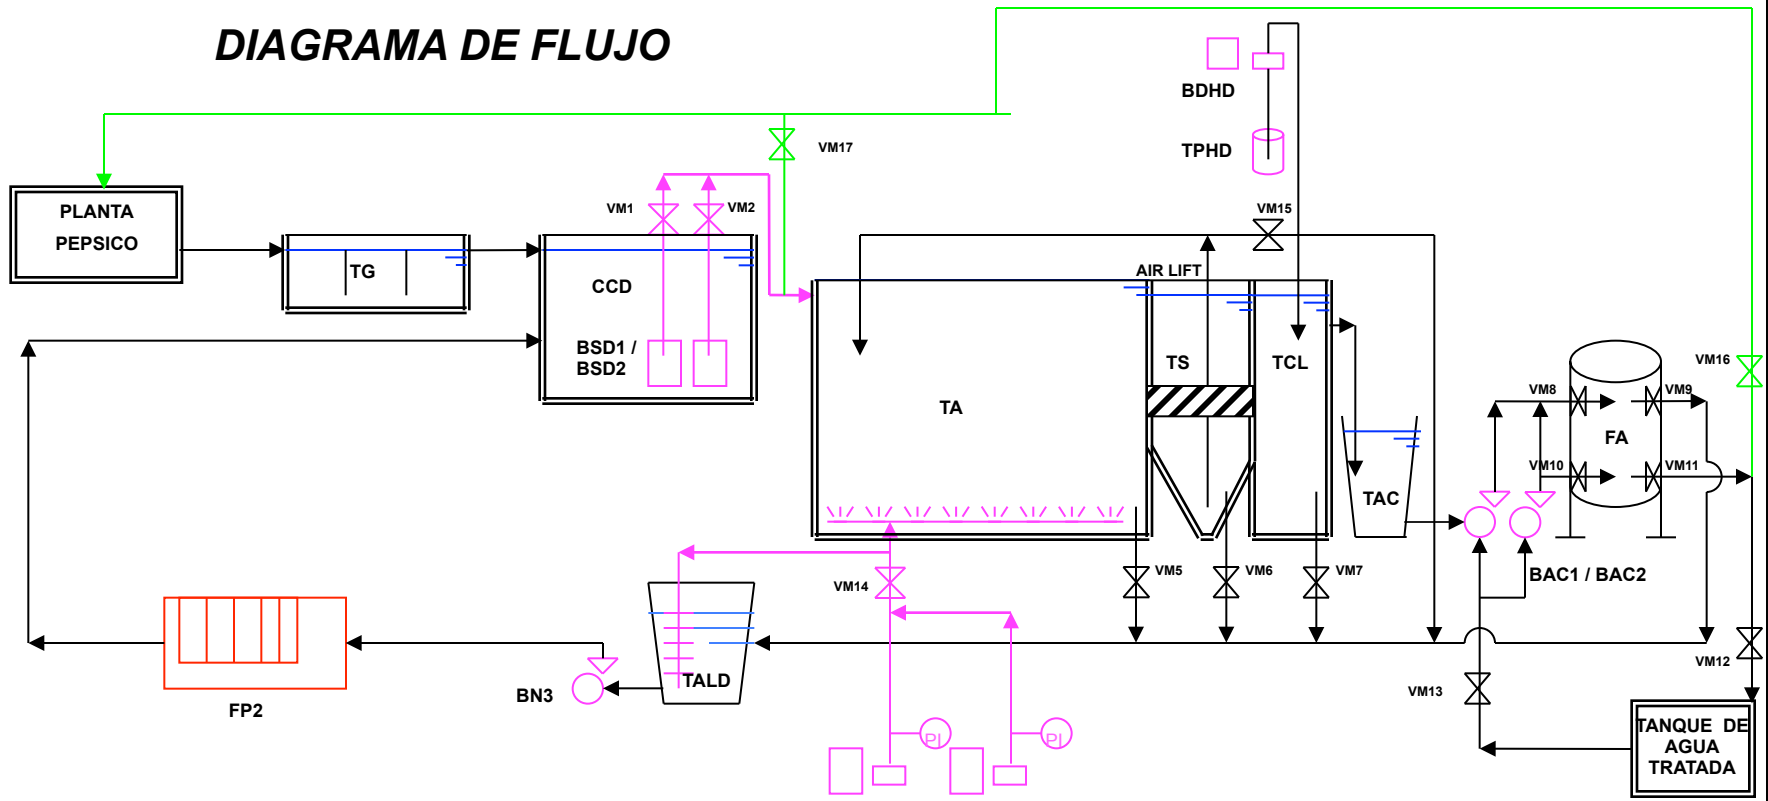 DIAGRAMA DE FLUJO
BDHD
TPHD
VM17
PLANTA
PEPSICO
VM1
VM2
VM15
TG
CCD
AIR LIFT
BSD1 /
BSD2
TS
TCL
TA
VM16
VM8
VM9
FA
VM10
VM11
TAC
VM14
VM5
VM6
VM7
BAC1 / BAC2
TALD
BN3
FP2
VM12
VM13
PI
PI
TANQUE DE
AGUA
TRATADA